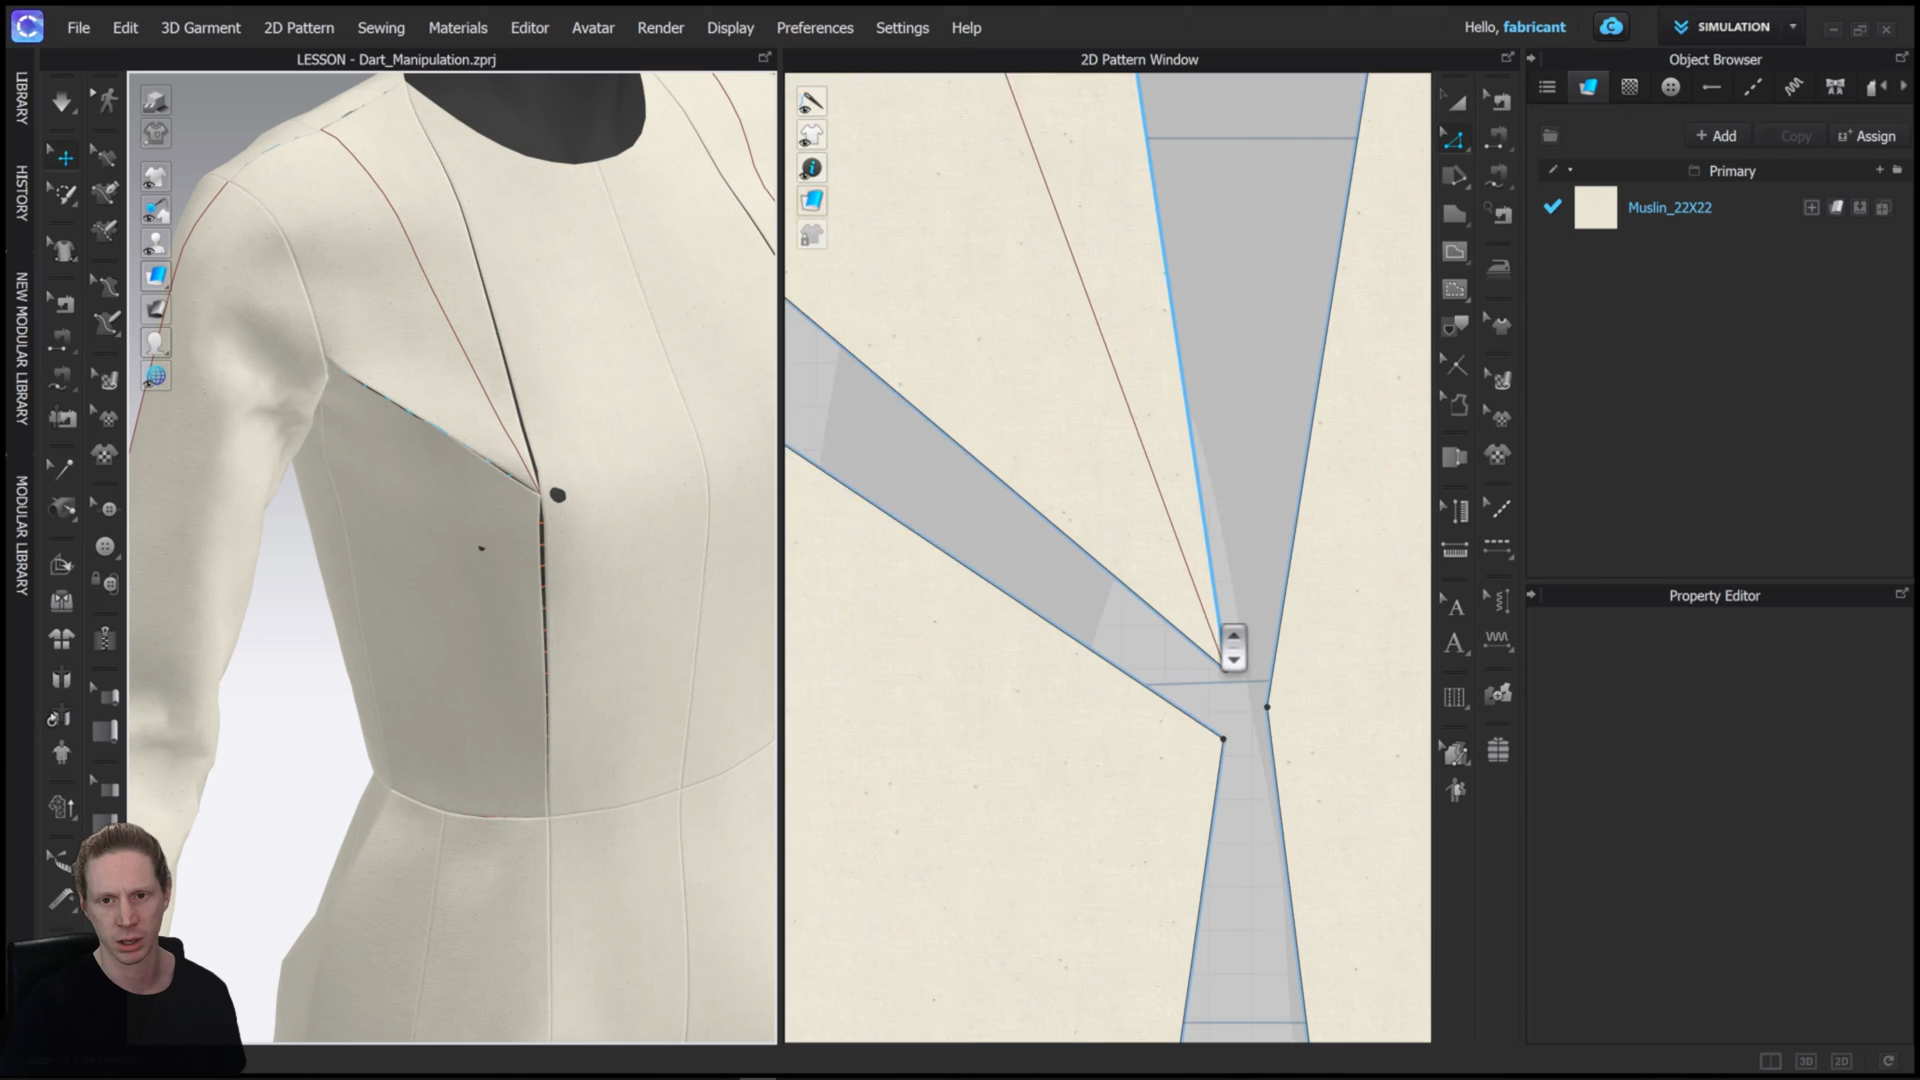 File Edit 3D Garment 2D Pattern Sewing Materials Editor Avatar Render Display Preferences Settings Help
Hello, fabricant
SIMULATION
LESSON - Dart_Manipulation.zprj
2D Pattern Window
Object Browser
LIBRARY
HISTORY
NEW MODULAR LIBRARY
MODULAR LIBRARY
+ Add
Copy
Assign
Primary
Muslin_22X22
Property Editor
A
A
3D
2D